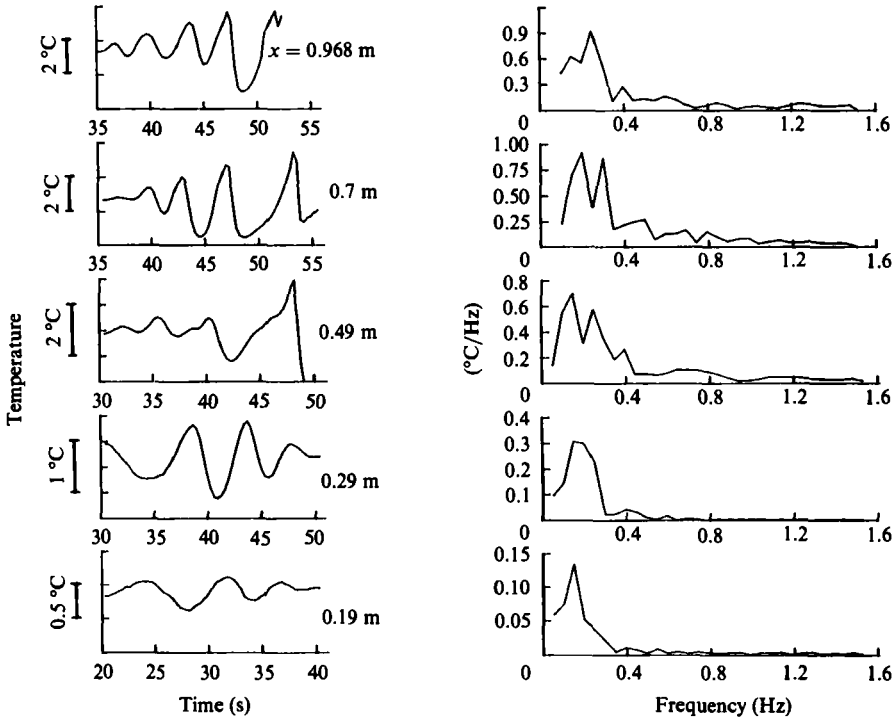 2 °C
x = 0.968 m
35 40 45 50 55
0.9
0.6
0.3
0
0.4 0.8 1.2 1.6
2 °C
0.7 m
35 40 45 50 55
1.00
0.75
0.50
0.25
0
0.4 0.8 1.2 1.6
Temperature
2 °C
0.49 m
30 35 40 45 50
(°C/Hz)
0.8
0.6
0.4
0.2
0
0.4 0.8 1.2 1.6
1 °C
0.29 m
30 35 40 45 50
0.4
0.3
0.2
0.1
0
0.4 0.8 1.2 1.6
0.5 °C
0.19 m
20 25 30 35 40
Time (s)
0.15
0.10
0.05
0
0.4 0.8 1.2 1.6
Frequency (Hz)